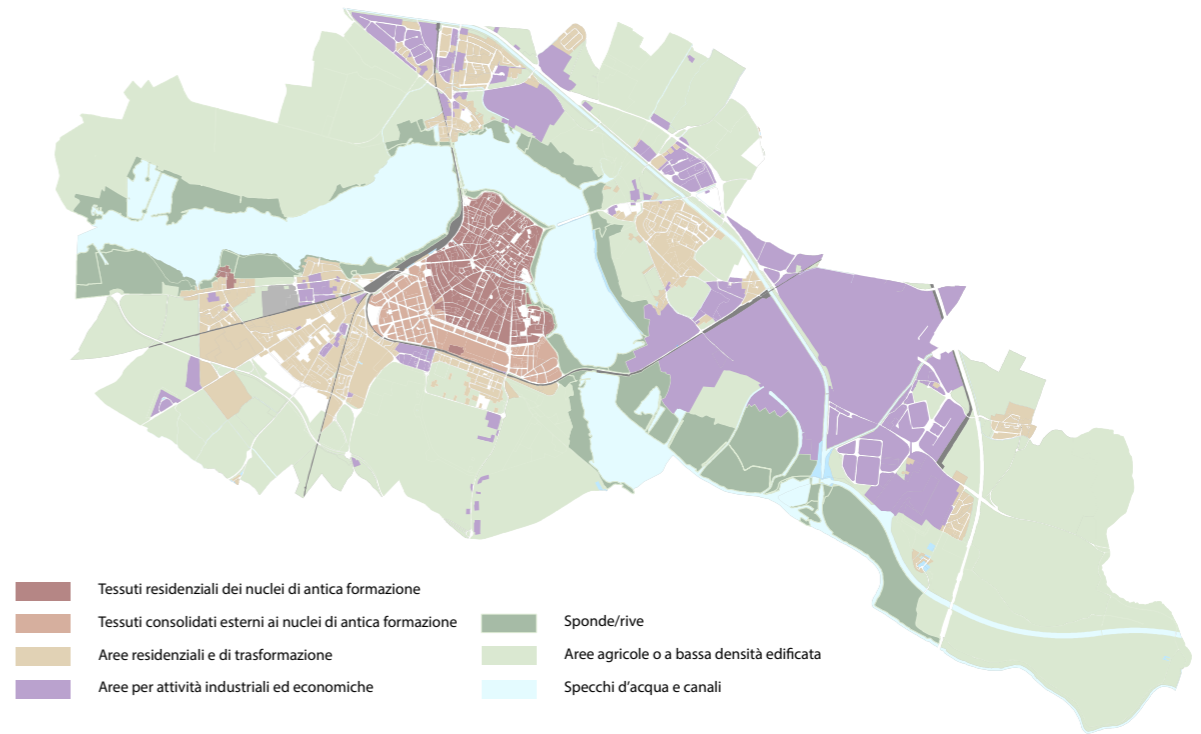 Tessuti residenziali dei nuclei di antica formazione
Tessuti consolidati esterni ai nuclei di antica formazione
Aree residenziali e di trasformazione
Aree per attività industriali ed economiche
Sponde/rive
Aree agricole o a bassa densità edificata
Specchi d'acqua e canali